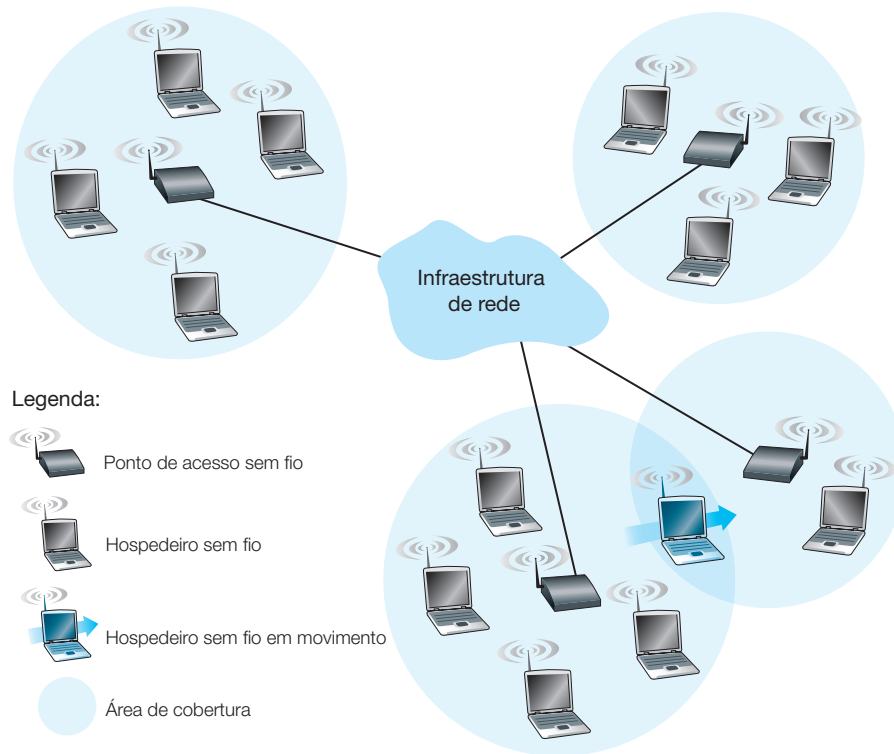 Infraestrutura
de rede
Legenda:
Ponto de acesso sem fio
Hospedeiro sem fio
Hospedeiro sem fio em movimento
Área de cobertura